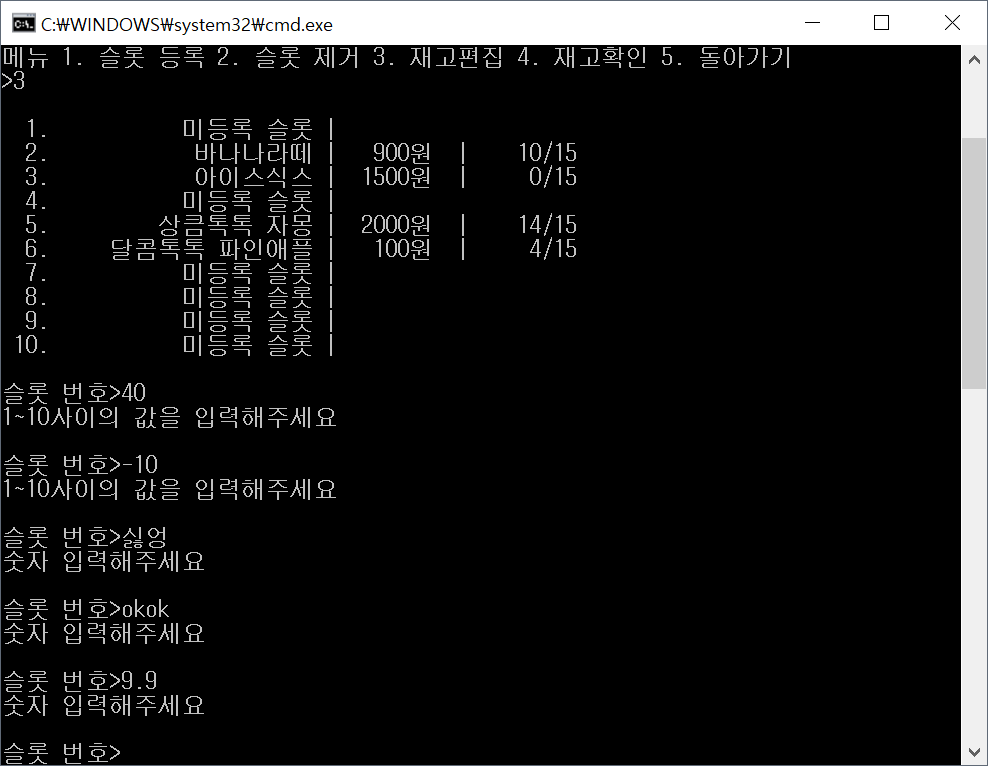 C:₩WINDOWS₩system32₩cmd.exe
메뉴 1. 슬롯 등록 2. 슬롯 제거 3. 재고편집 4. 재고확인 5. 돌아가기
>3
1. 미등록 슬롯 |
2. 바나나라떼 | 900원 | 10/15
3. 아이스식스 | 1500원 | 0/15
4. 미등록 슬롯 |
5. 상큼톡톡 자몽 | 2000원 | 14/15
6. 달콤톡톡 파인애플 | 100원 | 4/15
7. 미등록 슬롯 |
8. 미등록 슬롯 |
9. 미등록 슬롯 |
10. 미등록 슬롯 |
슬롯 번호>40
1~10사이의 값을 입력해주세요
슬롯 번호>-10
1~10사이의 값을 입력해주세요
슬롯 번호>싫엉
숫자 입력해주세요
슬롯 번호>okok
숫자 입력해주세요
슬롯 번호>9.9
숫자 입력해주세요
슬롯 번호>